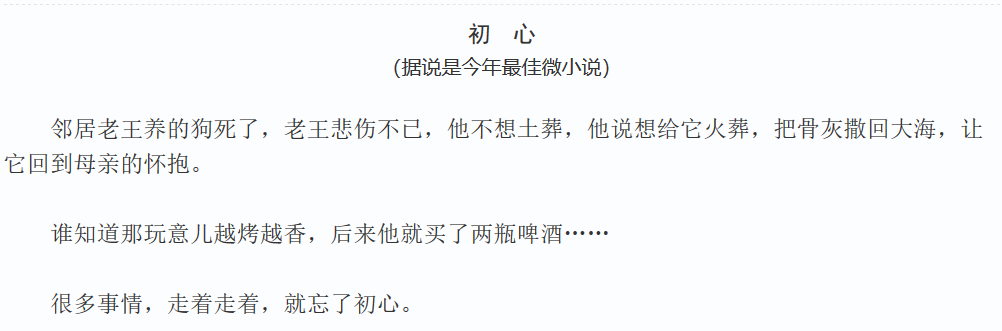 初 心
（据说是今年最佳微小说）
邻居老王养的狗死了，老王悲伤不已，他不想土葬，他说想给它火葬，把骨灰撒回大海，让
它回到母亲的怀抱。
谁知道那玩意儿越烤越香，后来他就买了两瓶啤酒……
很多事情，走着走着，就忘了初心。